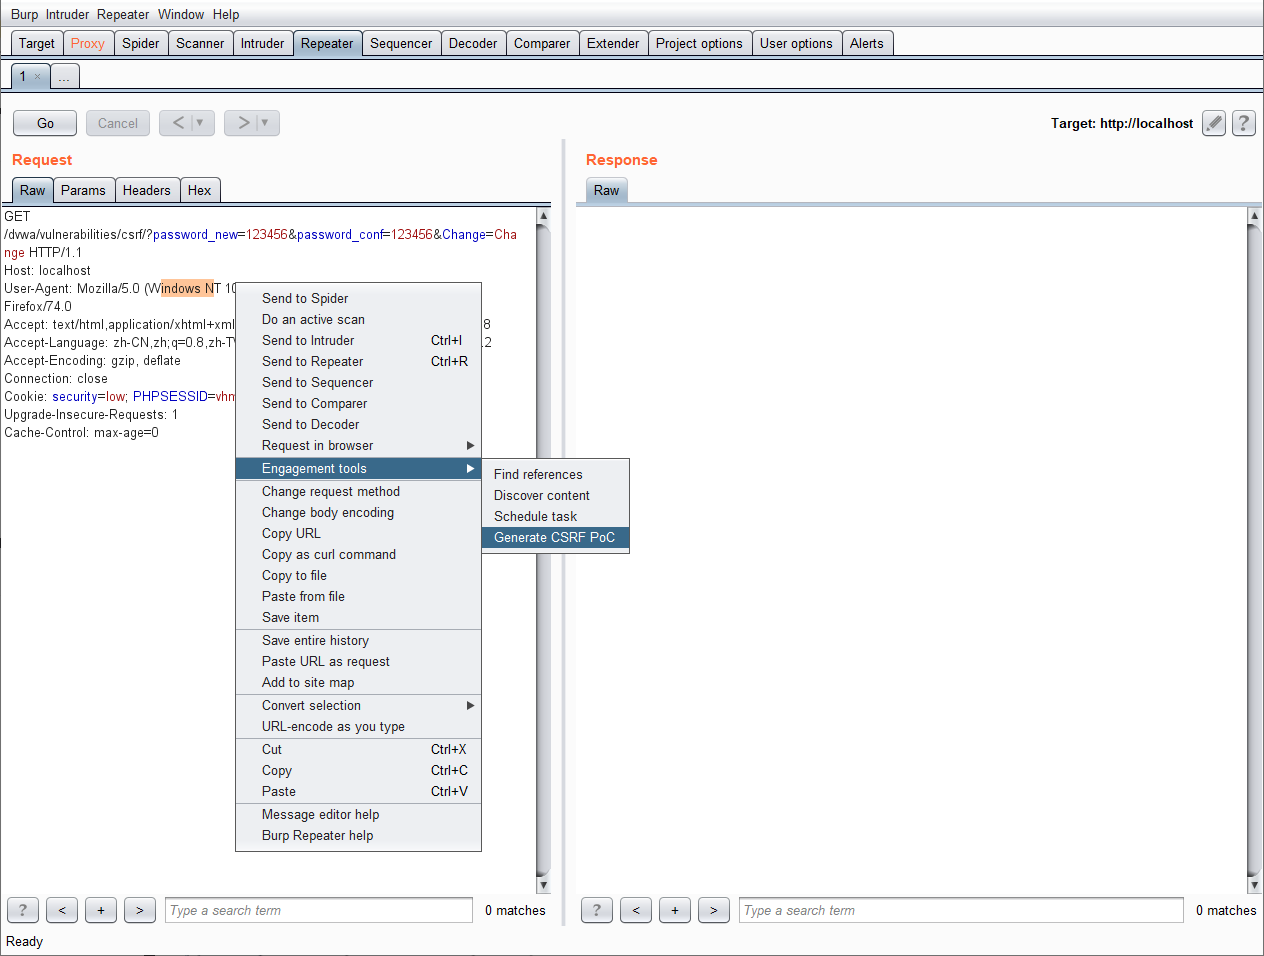 Burp Intruder Repeater Window Help
Target Proxy Spider Scanner Intruder Repeater Sequencer Decoder Comparer Extender Project options User options Alerts
1 × ...
Go Cancel < > Target: http://localhost ?
Request
Response
Raw Params Headers Hex
Raw
GET
/dvwa/vulnerabilities/csrf/?password_new=123456&password_conf=123456&Change=Cha
nge HTTP/1.1
Host: localhost
User-Agent: Mozilla/5.0 (Windows NT 10
Firefox/74.0
Accept: text/html,application/xhtml+xml 8
Accept-Language: zh-CN,zh;q=0.8,zh-TW .2
Accept-Encoding: gzip, deflate
Connection: close
Cookie: security=low; PHPSESSID=vhm
Upgrade-Insecure-Requests: 1
Cache-Control: max-age=0
Send to Spider
Do an active scan
Send to Intruder Ctrl+I
Send to Repeater Ctrl+R
Send to Sequencer
Send to Comparer
Send to Decoder
Request in browser
Engagement tools
Find references
Discover content
Schedule task
Generate CSRF PoC
Change request method
Change body encoding
Copy URL
Copy as curl command
Copy to file
Paste from file
Save item
Save entire history
Paste URL as request
Add to site map
Convert selection
URL-encode as you type
Cut Ctrl+X
Copy Ctrl+C
Paste Ctrl+V
Message editor help
Burp Repeater help
? < + > Type a search term 0 matches
? < + > Type a search term 0 matches
Ready